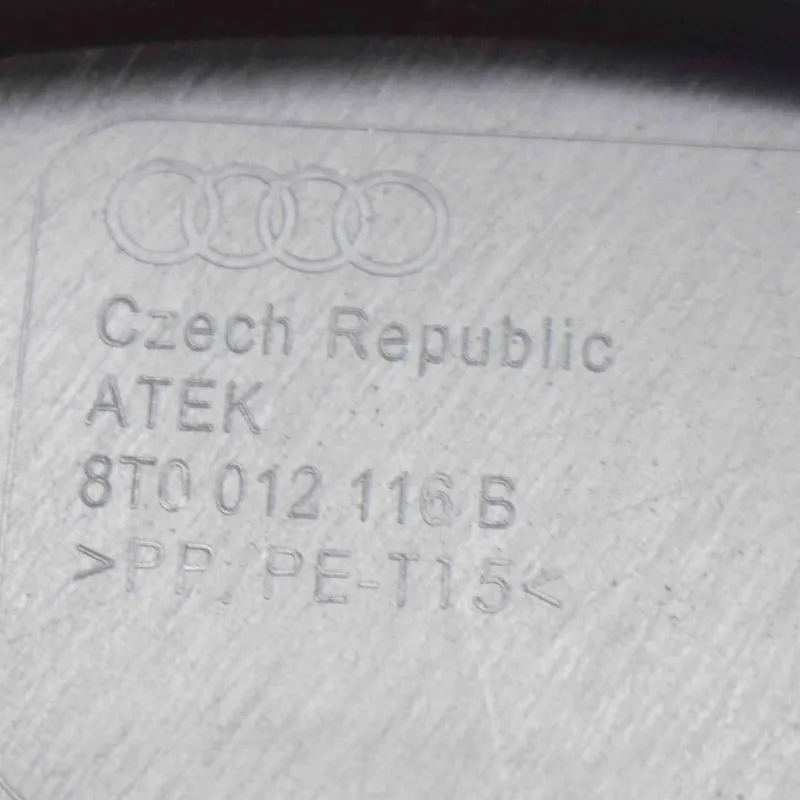 Czech Republic
ATEK
8T0 012 116 B
>PP/PE-T15<